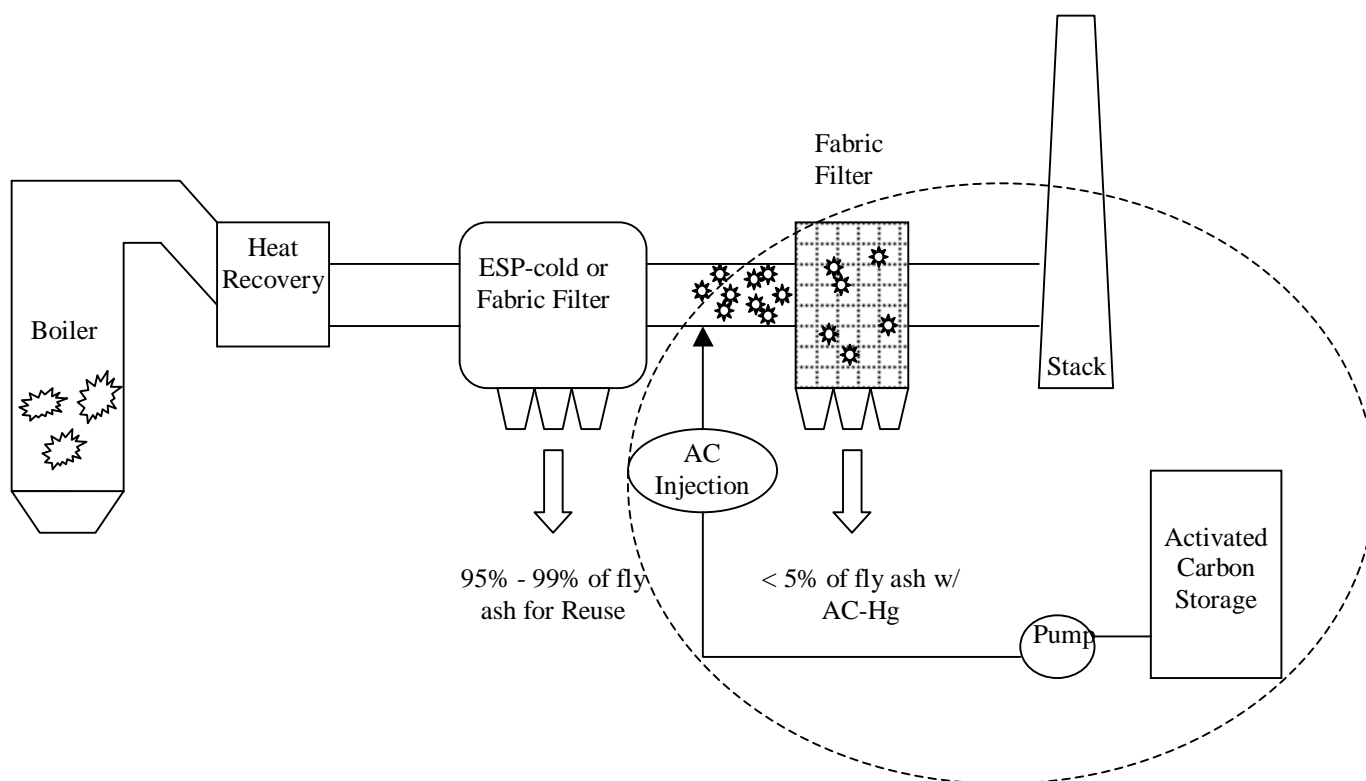 Fabric
Filter
Heat
Recovery
ESP-cold or
Fabric Filter
Boiler
Stack
AC
Injection
95% - 99% of fly
ash for Reuse
< 5% of fly ash w/
AC-Hg
Activated
Carbon
Storage
Pump